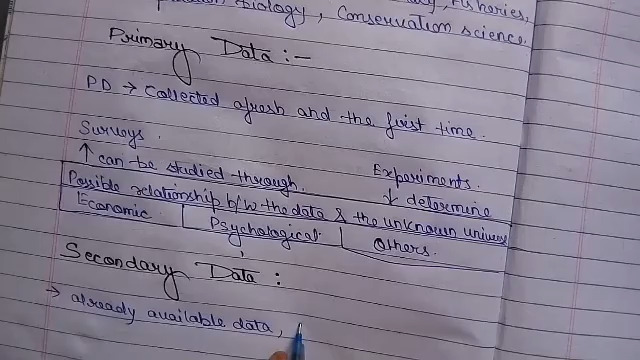 Biology, Conservation science.
Fisheries,
Primary Data :-
PD → Collected afresh and the first time.
Surveys.
↑ can be studied through.
Experiments.
↓ determine
Possible relationship b/w the data & the unknown universe
Economic
Psychological
Others.
Secondary Data :
→ already available data,